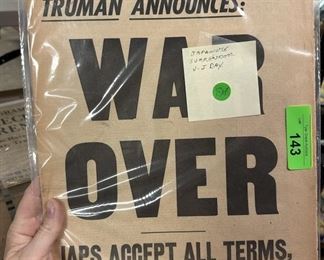 TRUMAN ANNOUNCES:
WAR
OVER
JAPS ACCEPT ALL TERMS,
JAPANESE
SURRENDER
V-J DAY
143